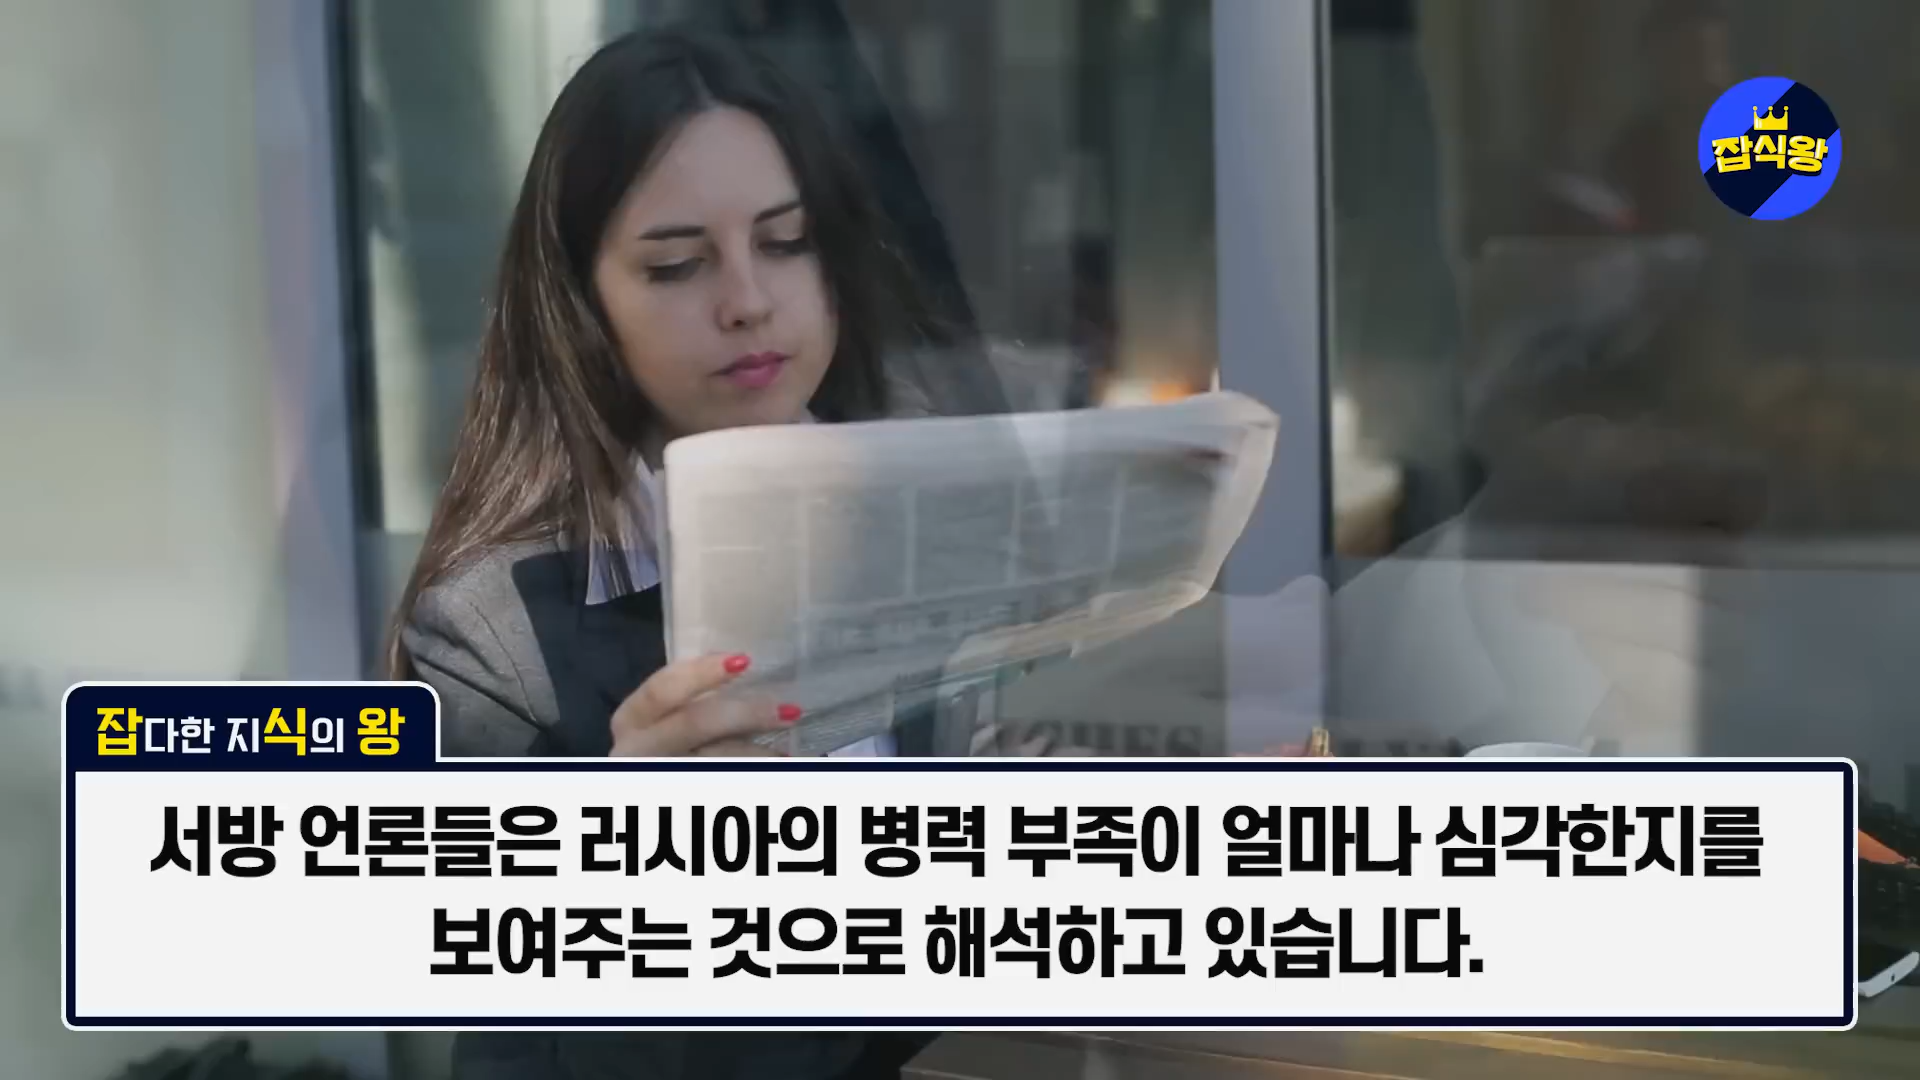 잡식왕
잡다한 지식의 왕
서방 언론들은 러시아의 병력 부족이 얼마나 심각한지를
보여주는 것으로 해석하고 있습니다.